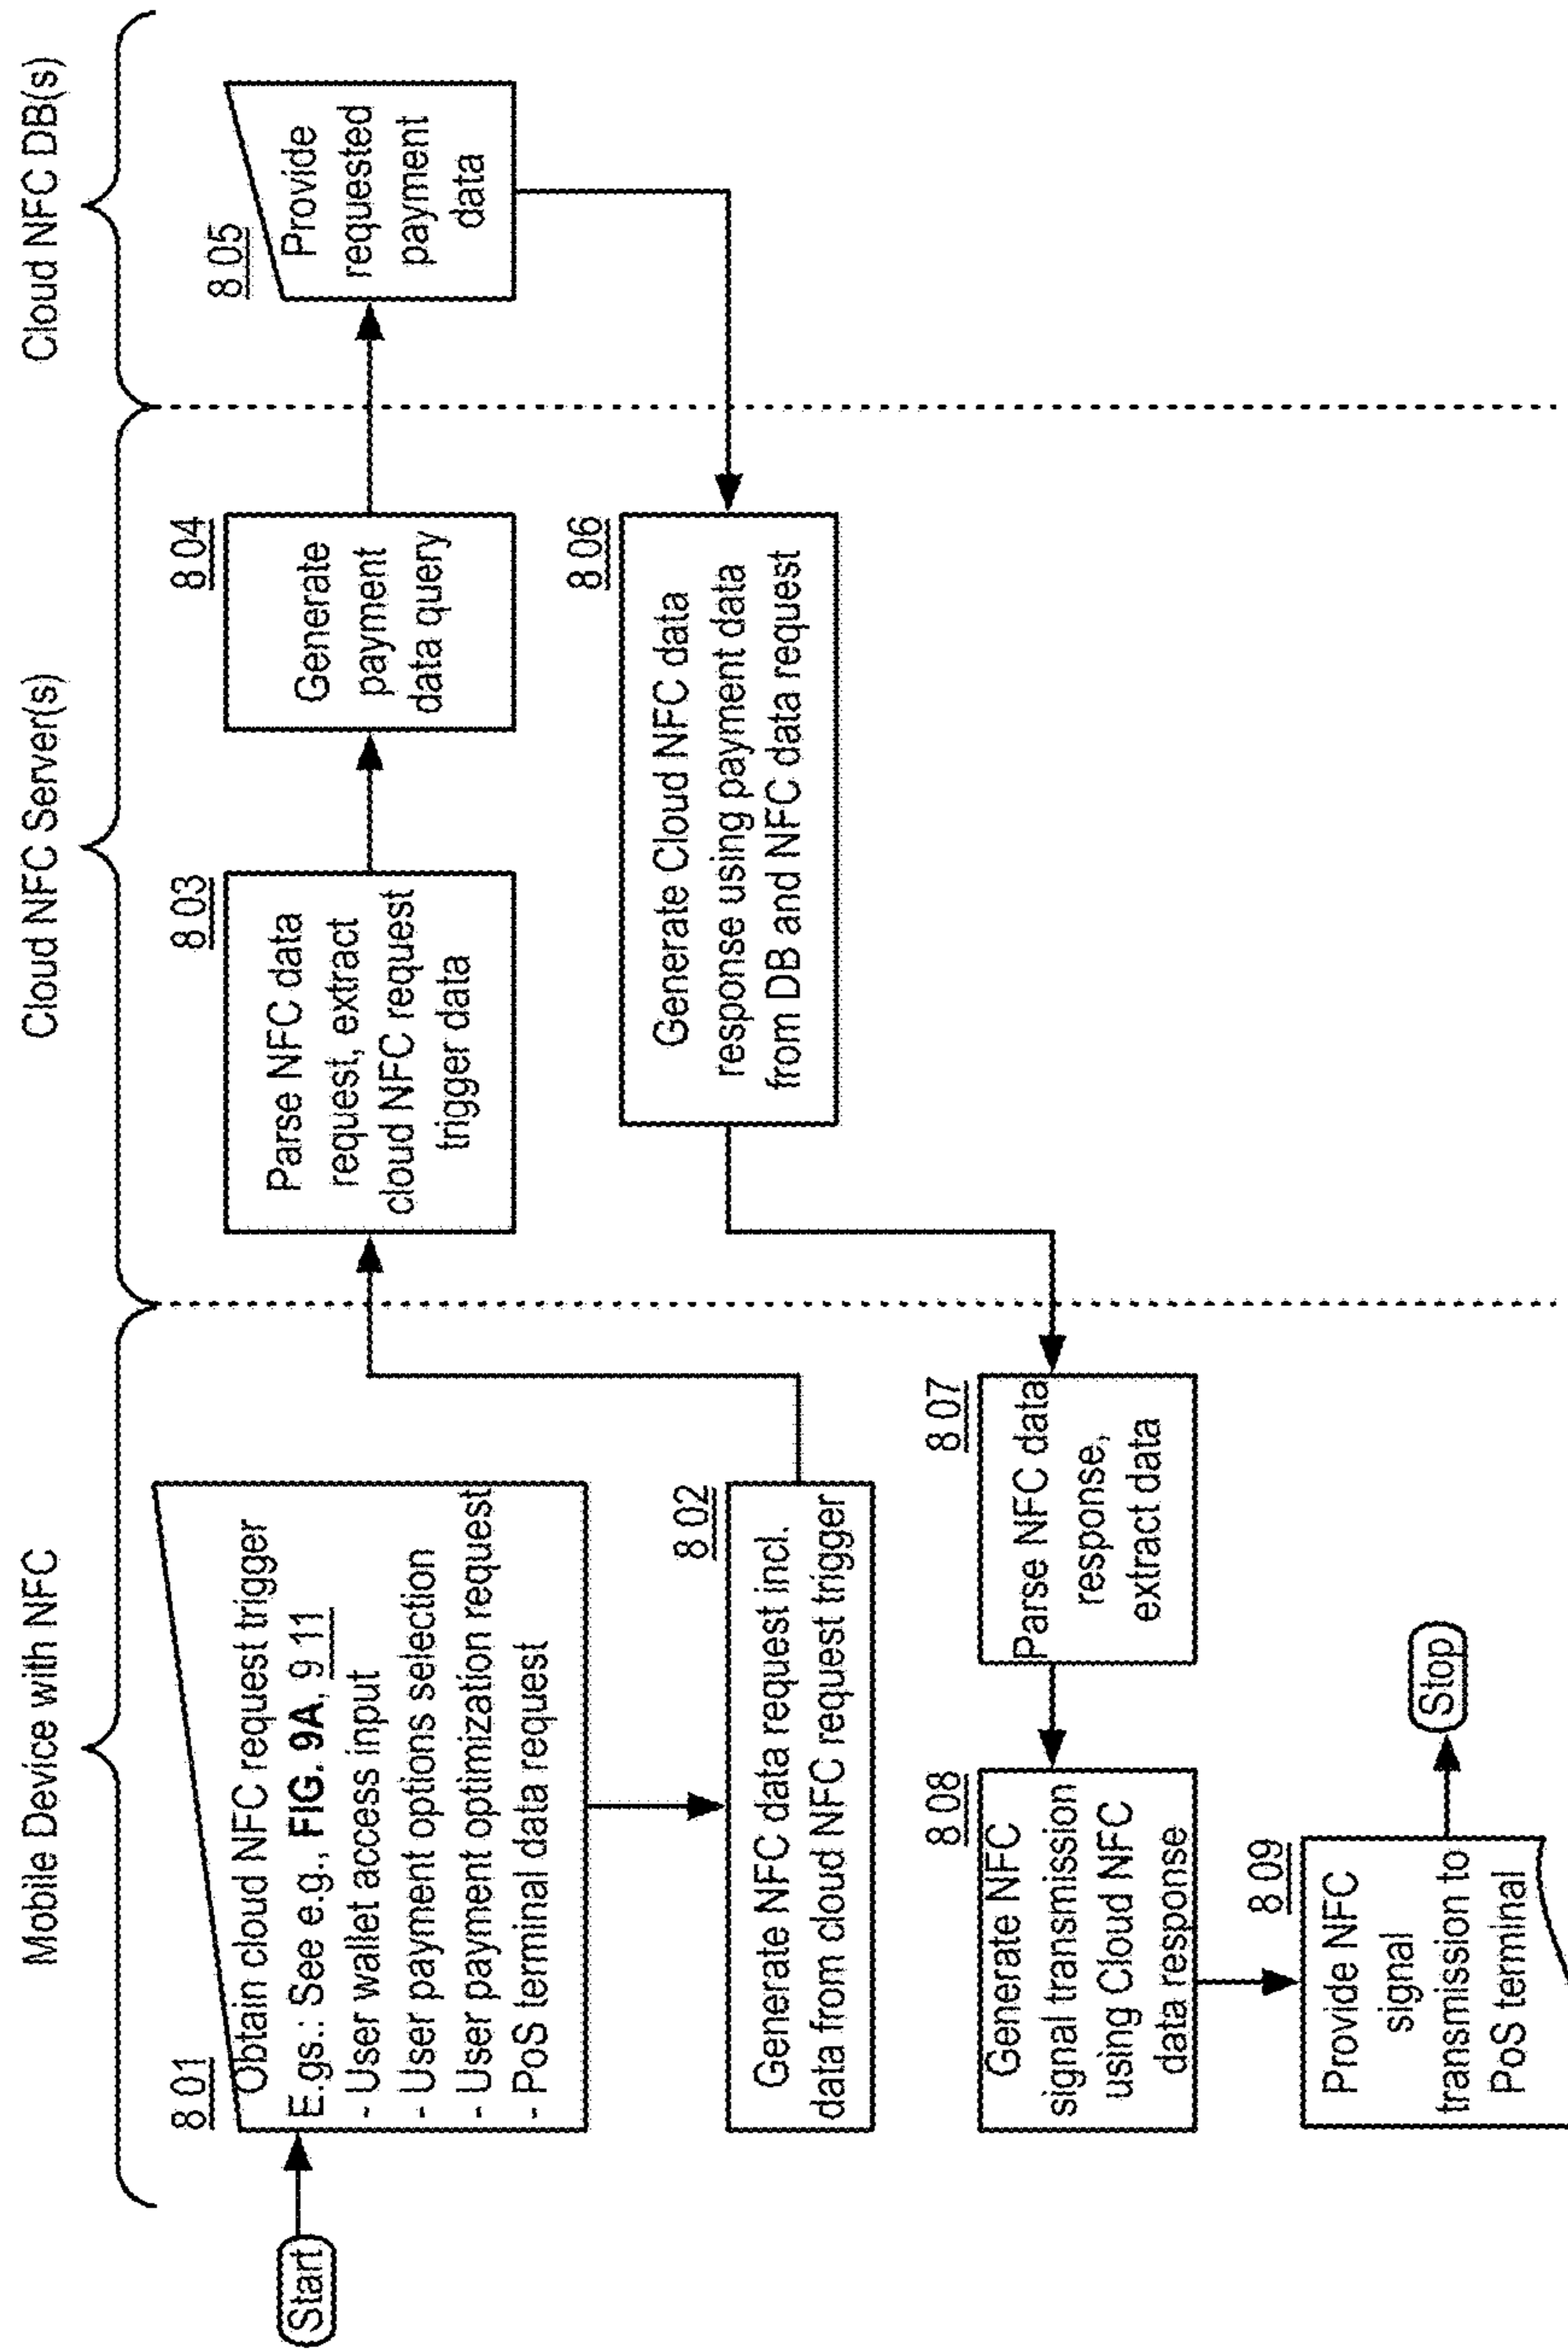 Mobile Device with NFC
Cloud NFC Server(s)
Cloud NFC DB(s)
Start
8 01
Obtain cloud NFC request trigger
E.gs.: See e.g., FIG. 9A, 9 11
- User wallet access input
- User payment options selection
- User payment optimization request
- PoS terminal data request
8 02
Generate NFC data request incl.
data from cloud NFC request trigger
8 03
Parse NFC data
request, extract
cloud NFC request
trigger data
8 04
Generate
payment
data query
8 05
Provide
requested
payment
data
8 06
Generate Cloud NFC data
response using payment data
from DB and NFC data request
8 07
Parse NFC data
response,
extract data
8 08
Generate NFC
signal transmission
using Cloud NFC
data response
8 09
Provide NFC
signal
transmission to
PoS terminal
Stop